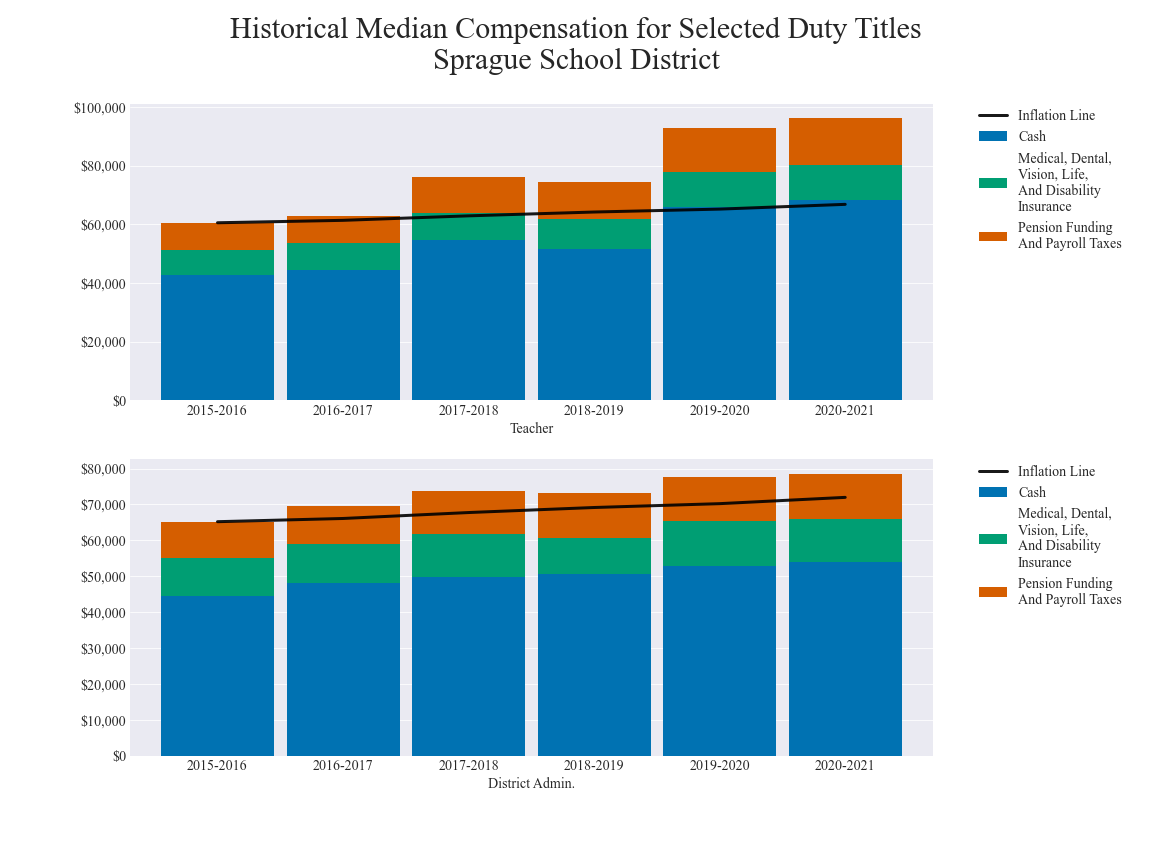 Historical Median Compensation for Selected Duty Titles
Sprague School District
$100,000
$80,000
$60,000
$40,000
$20,000
$0
2015-2016
2016-2017
2017-2018
2018-2019
2019-2020
2020-2021
Teacher
Inflation Line
Cash
Medical, Dental,
Vision, Life,
And Disability
Insurance
Pension Funding
And Payroll Taxes
$80,000
$70,000
$60,000
$50,000
$40,000
$30,000
$20,000
$10,000
$0
2015-2016
2016-2017
2017-2018
2018-2019
2019-2020
2020-2021
District Admin.
Inflation Line
Cash
Medical, Dental,
Vision, Life,
And Disability
Insurance
Pension Funding
And Payroll Taxes